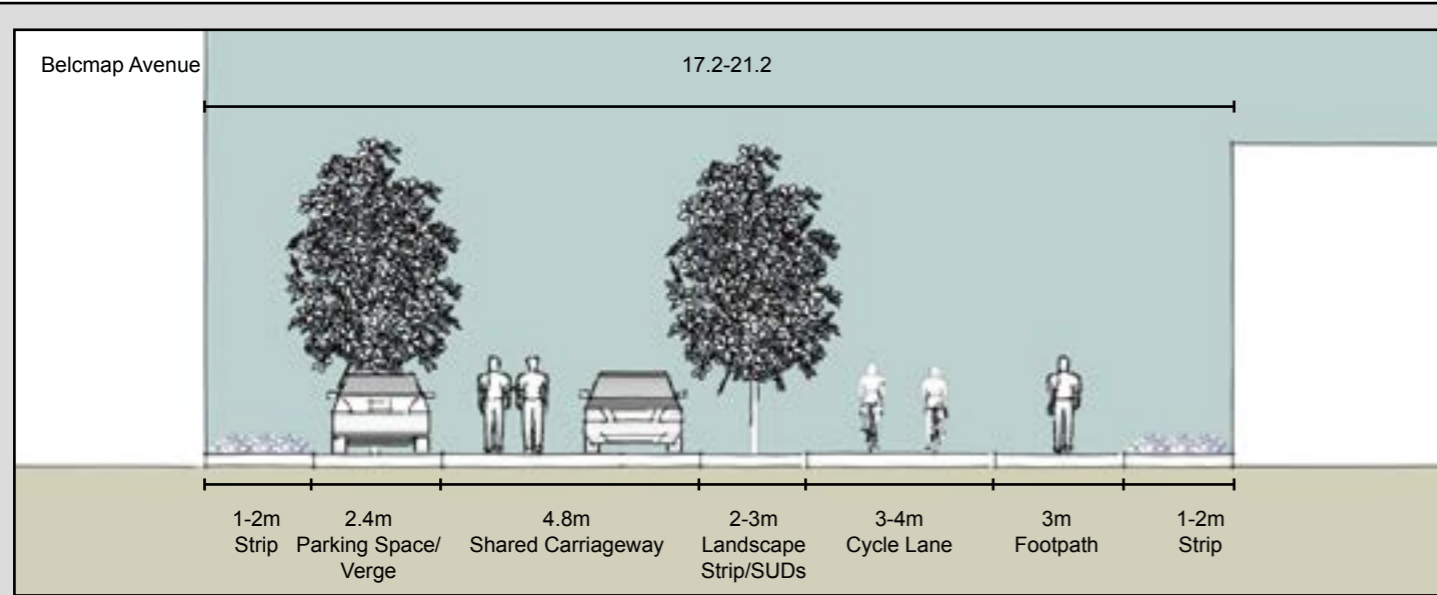 Belcmap Avenue
17.2-21.2
1-2m
Strip
2.4m
Parking Space/
Verge
4.8m
Shared Carriageway
2-3m
Landscape
Strip/SUDs
3-4m
Cycle Lane
3m
Footpath
1-2m
Strip